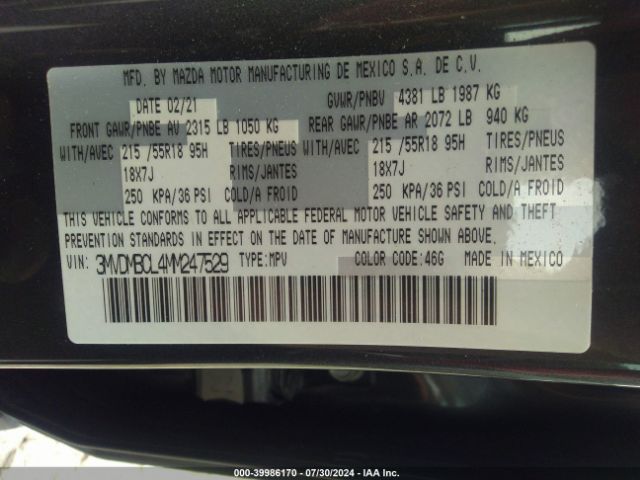 MFD. BY MAZDA MOTOR MANUFACTURING DE MEXICO S.A. DE C.V.
DATE 02/21 GVWR/PNBV 4381 LB 1987 KG
FRONT GAWR/PNBE AV 2315 LB 1050 KG REAR GAWR/PNBE AR 2072 LB 940 KG
WITH/AVEC 215 /55R18 95H TIRES/PNEUS WITH/AVEC 215 /55R18 95H TIRES/PNEUS
18X7J RIMS/JANTES 18X7J RIMS/JANTES
250 KPA/36 PSI COLD/A FROID 250 KPA/36 PSI COLD/A FROID
THIS VEHICLE CONFORMS TO ALL APPLICABLE FEDERAL MOTOR VEHICLE SAFETY AND THEFT
PREVENTION STANDARDS IN EFFECT ON THE DATE OF MANUFACTURE SHOWN ABOVE.
VIN: 3MVDMBCL4MM247529 TYPE:MPV COLOR CODE:46G MADE IN MEXICO
000-39986170 - 07/30/2024 - IAA Inc.